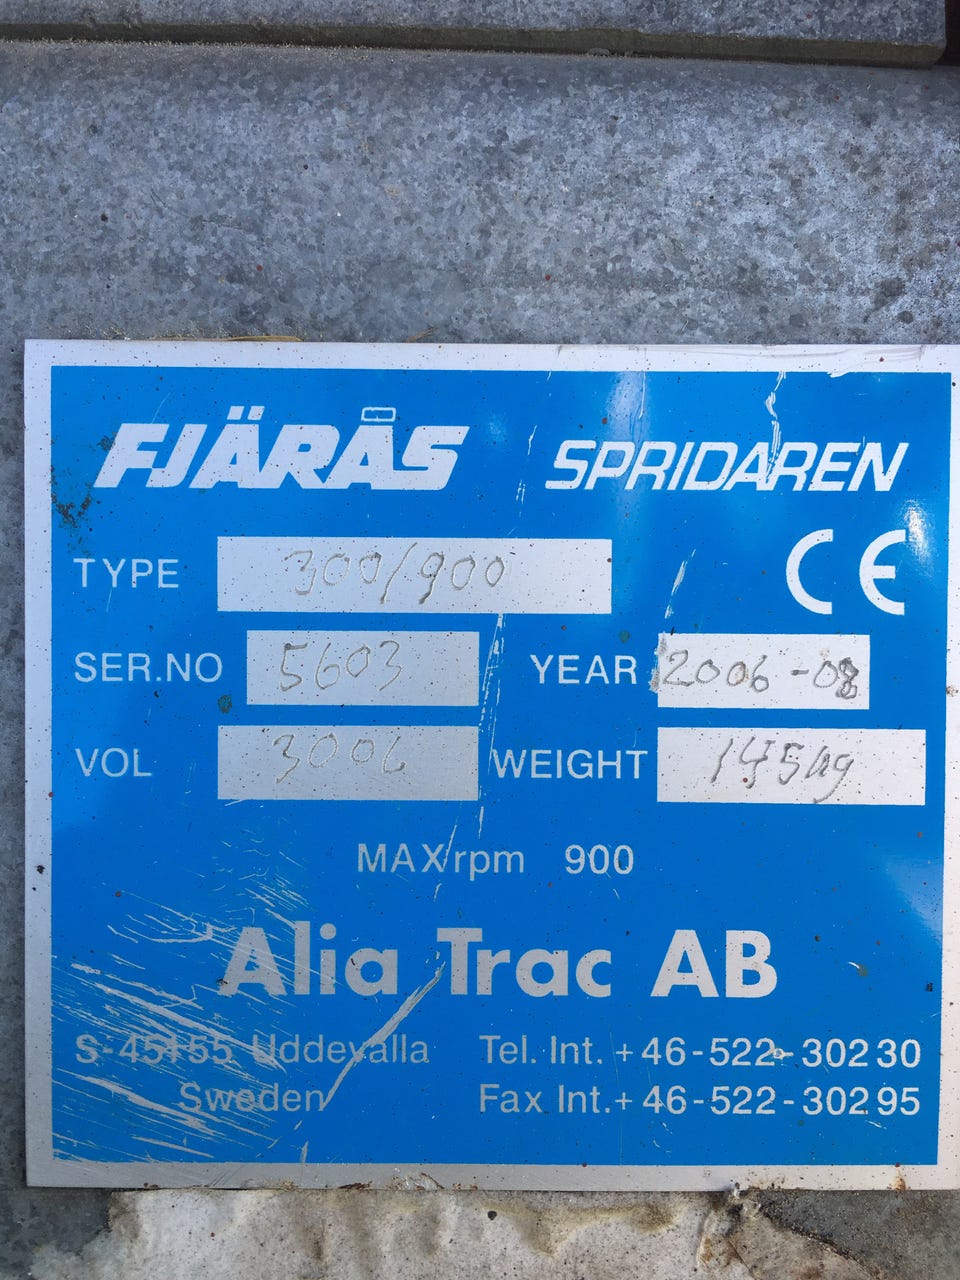 FJÄRÅS SPRIDAREN
TYPE 300/900 CE
SER.NO 5603 YEAR 2006-08
VOL 300L WEIGHT 145kg
MAX rpm 900
Alia Trac AB
S-451 55 Uddevalla Tel. Int. +46-522-302 30
Sweden Fax Int. +46-522-302 95